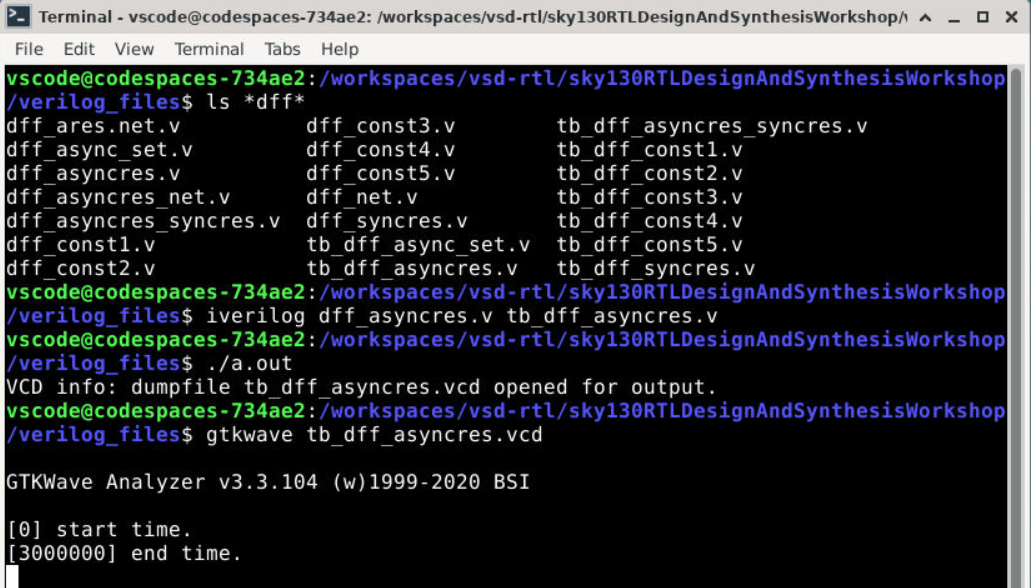 Terminal - vscode@codespaces-734ae2: /workspaces/vsd-rtl/sky130RTLDesignAndSynthesisWorkshop/
File Edit View Terminal Tabs Help
vscode@codespaces-734ae2:/workspaces/vsd-rtl/sky130RTLDesignAndSynthesisWorkshop
/verilog_files$ ls *dff*
dff_ares.net.v dff_const3.v tb_dff_asyncres_syncres.v
dff_async_set.v dff_const4.v tb_dff_const1.v
dff_asyncres.v dff_const5.v tb_dff_const2.v
dff_asyncres_net.v dff_net.v tb_dff_const3.v
dff_asyncres_syncres.v dff_syncres.v tb_dff_const4.v
dff_const1.v tb_dff_async_set.v tb_dff_const5.v
dff_const2.v tb_dff_asyncres.v tb_dff_syncres.v
vscode@codespaces-734ae2:/workspaces/vsd-rtl/sky130RTLDesignAndSynthesisWorkshop
/verilog_files$ iverilog dff_asyncres.v tb_dff_asyncres.v
vscode@codespaces-734ae2:/workspaces/vsd-rtl/sky130RTLDesignAndSynthesisWorkshop
/verilog_files$ ./a.out
VCD info: dumpfile tb_dff_asyncres.vcd opened for output.
vscode@codespaces-734ae2:/workspaces/vsd-rtl/sky130RTLDesignAndSynthesisWorkshop
/verilog_files$ gtkwave tb_dff_asyncres.vcd
GTKWave Analyzer v3.3.104 (w)1999-2020 BSI
[0] start time.
[3000000] end time.